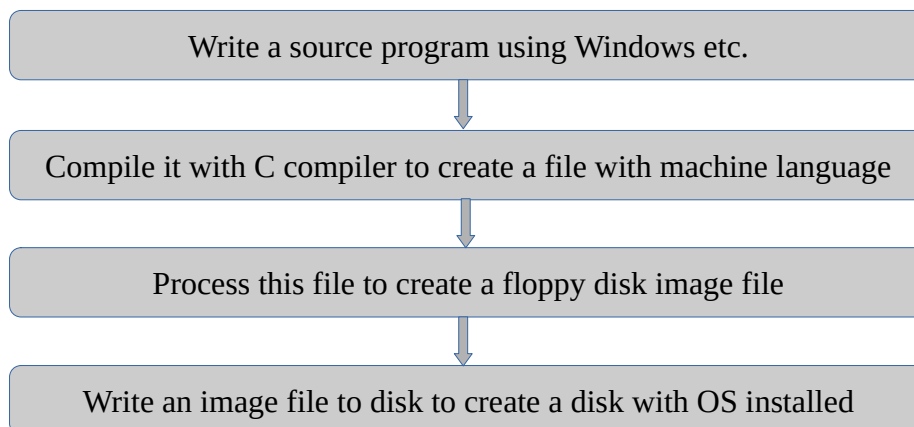 Write a source program using Windows etc.
Compile it with C compiler to create a file with machine language
Process this file to create a floppy disk image file
Write an image file to disk to create a disk with OS installed